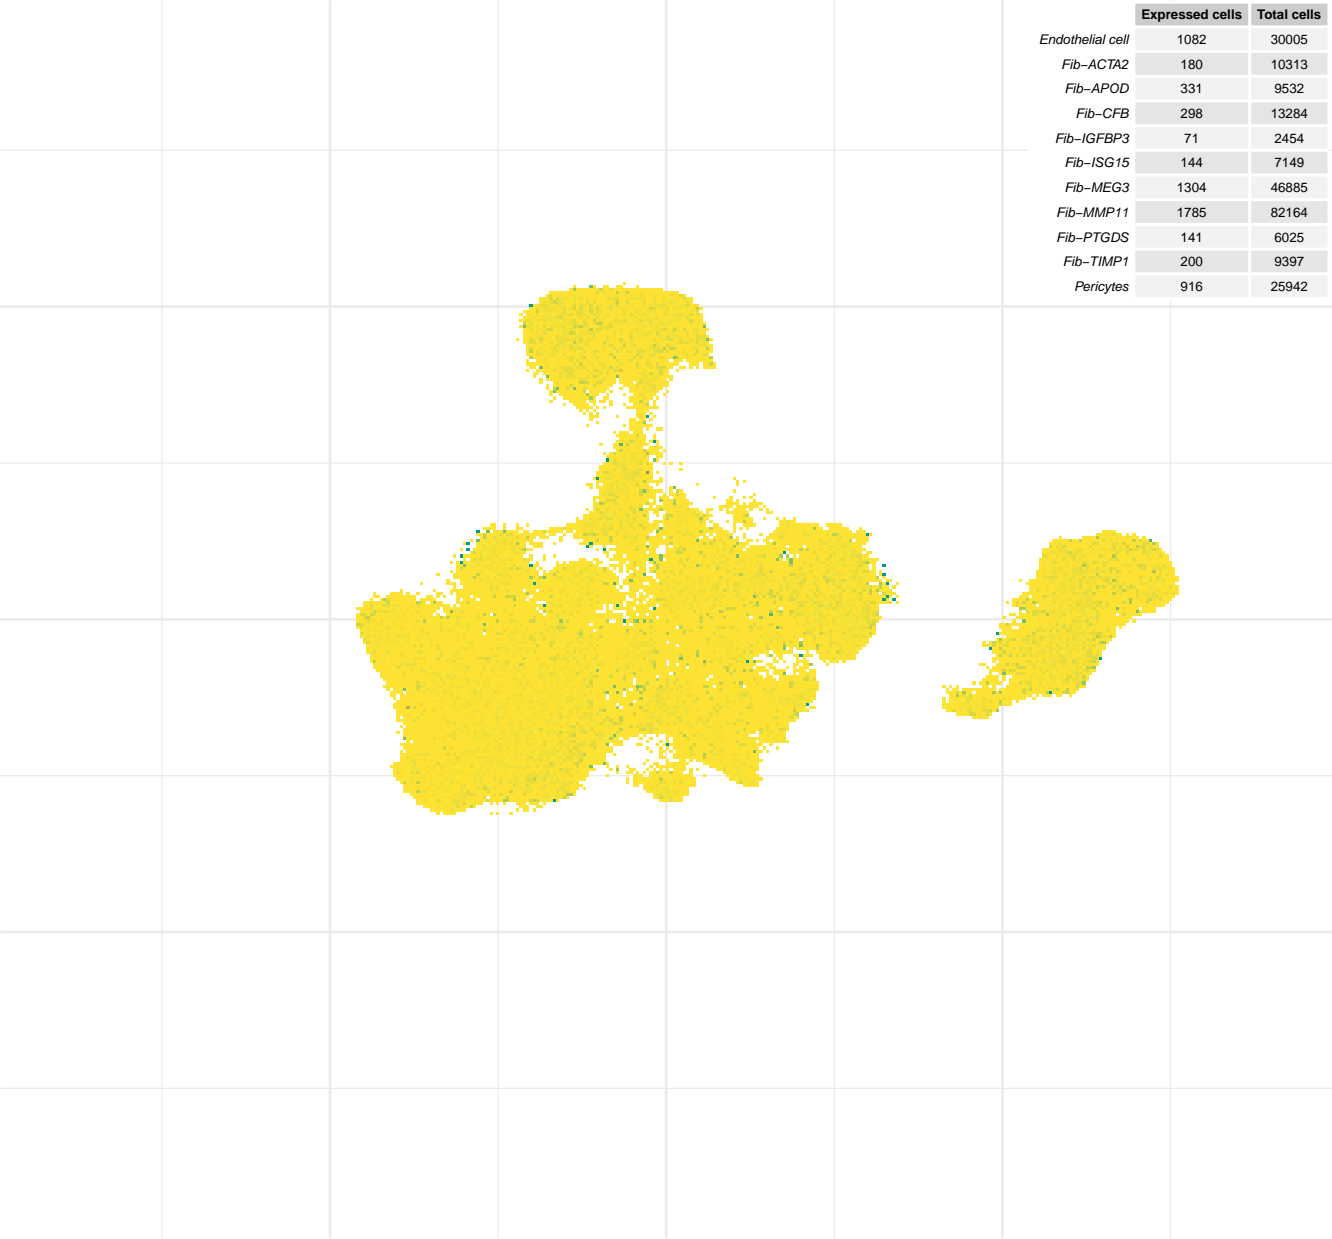 Expressed cells Total cells
Endothelial cell 1082 30005
Fib−ACTA2 180 10313
Fib−APOD 331 9532
Fib−CFB 298 13284
Fib−IGFBP3 71 2454
Fib−ISG15 144 7149
Fib−MEG3 1304 46885
Fib−MMP11 1785 82164
Fib−PTGDS 141 6025
Fib−TIMP1 200 9397
Pericytes 916 25942